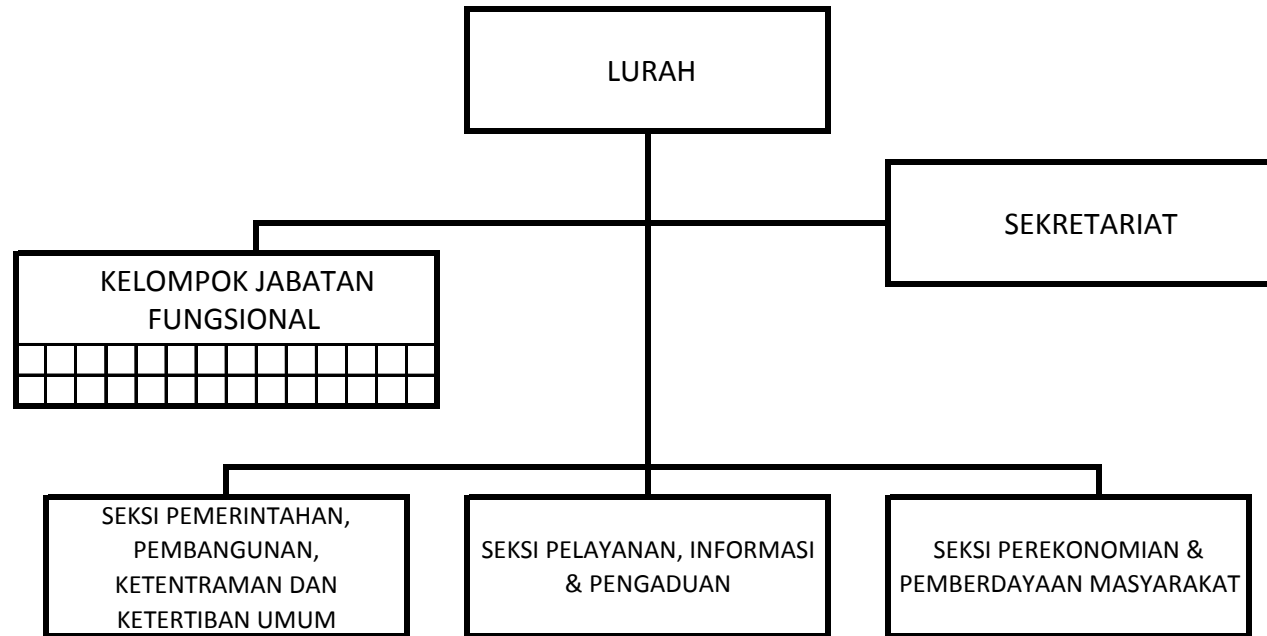 LURAH
SEKRETARIAT
KELOMPOK JABATAN
FUNGSIONAL
SEKSI PEMERINTAHAN,
PEMBANGUNAN,
KETENTRAMAN DAN
KETERTIBAN UMUM
SEKSI PELAYANAN, INFORMASI
& PENGADUAN
SEKSI PEREKONOMIAN &
PEMBERDAYAAN MASYARAKAT